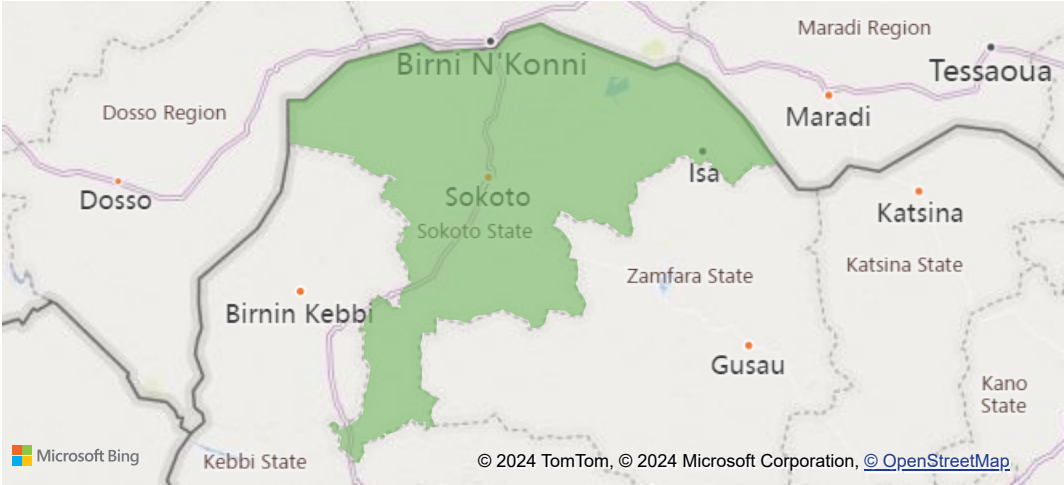 Maradi Region
Birni N'Konni
Tessaoua
Dosso Region
Maradi
Isa
Dosso
Sokoto
Katsina
Sokoto State
Zamfara State
Katsina State
Birnin Kebbi
Gusau
Kano
State
Microsoft Bing
Kebbi State
© 2024 TomTom, © 2024 Microsoft Corporation, © OpenStreetMap